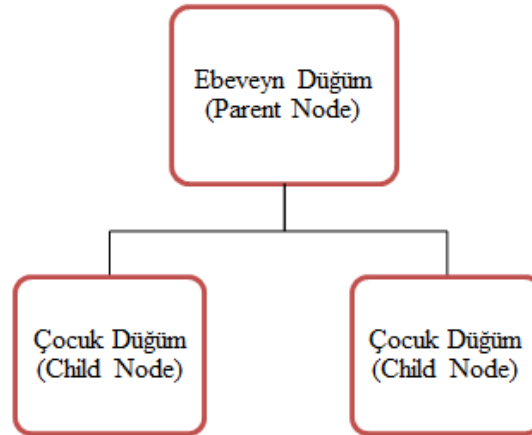 Ebeveyn Düğüm
(Parent Node)
Çocuk Düğüm
(Child Node)
Çocuk Düğüm
(Child Node)